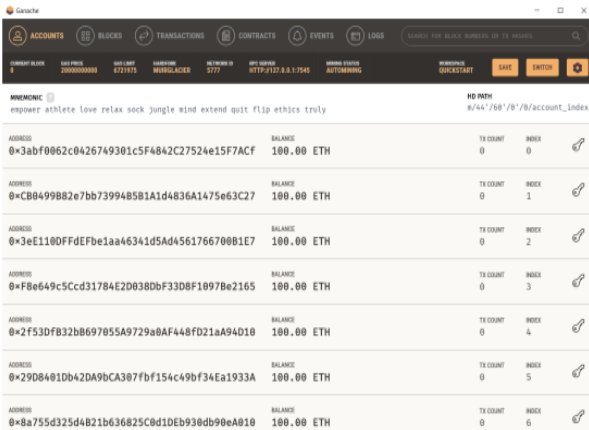 Ganache
ACCOUNTS BLOCKS TRANSACTIONS CONTRACTS EVENTS LOGS SEARCH FOR BLOCK NUMBERS OR TX HASHES
CURRENT BLOCK GAS PRICE GAS LIMIT HARDFORK NETWORK ID RPC SERVER MINING STATUS WORKSPACE
0 20000000000 6721975 MUIRGLACIER 5777 HTTP://127.0.0.1:7545 AUTOMINING QUICKSTART SAVE SWITCH
MNEMONIC ? HD PATH
empower athlete love relax sock jungle mind extend quit flip ethics truly m/44'/60'/0'/0/account_index
ADDRESS BALANCE TX COUNT INDEX
0×3abf0062c0426749301c5F4842C27524e15F7ACf 100.00 ETH 0 0
ADDRESS BALANCE TX COUNT INDEX
0×CB0499B82e7bb73994B5B1A1d4836A1475e63C27 100.00 ETH 0 1
ADDRESS BALANCE TX COUNT INDEX
0×3eE110DFFdEFbe1aa46341d5Ad4561766700B1E7 100.00 ETH 0 2
ADDRESS BALANCE TX COUNT INDEX
0×F8e649c5Ccd31784E2D038DbF33D8F1097Be2165 100.00 ETH 0 3
ADDRESS BALANCE TX COUNT INDEX
0×2f53DfB32bB697055A9729a0AF448fD21aA94D10 100.00 ETH 0 4
ADDRESS BALANCE TX COUNT INDEX
0×29D8401Db42DA9bCA307fbf154c49bf34Ea1933A 100.00 ETH 0 5
ADDRESS BALANCE TX COUNT INDEX
0×8a755d325d4B21b636825C0d1DEb930db90eA010 100.00 ETH 0 6